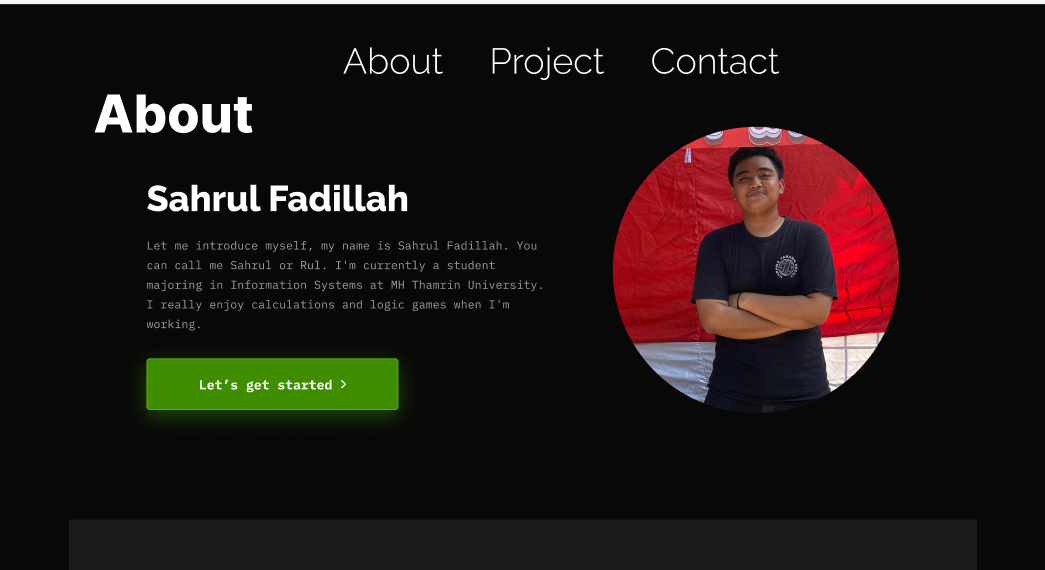 About Project Contact
About
Sahrul Fadillah
Let me introduce myself, my name is Sahrul Fadillah. You
can call me Sahrul or Rul. I'm currently a student
majoring in Information Systems at MH Thamrin University.
I really enjoy calculations and logic games when I'm
working.
Let’s get started